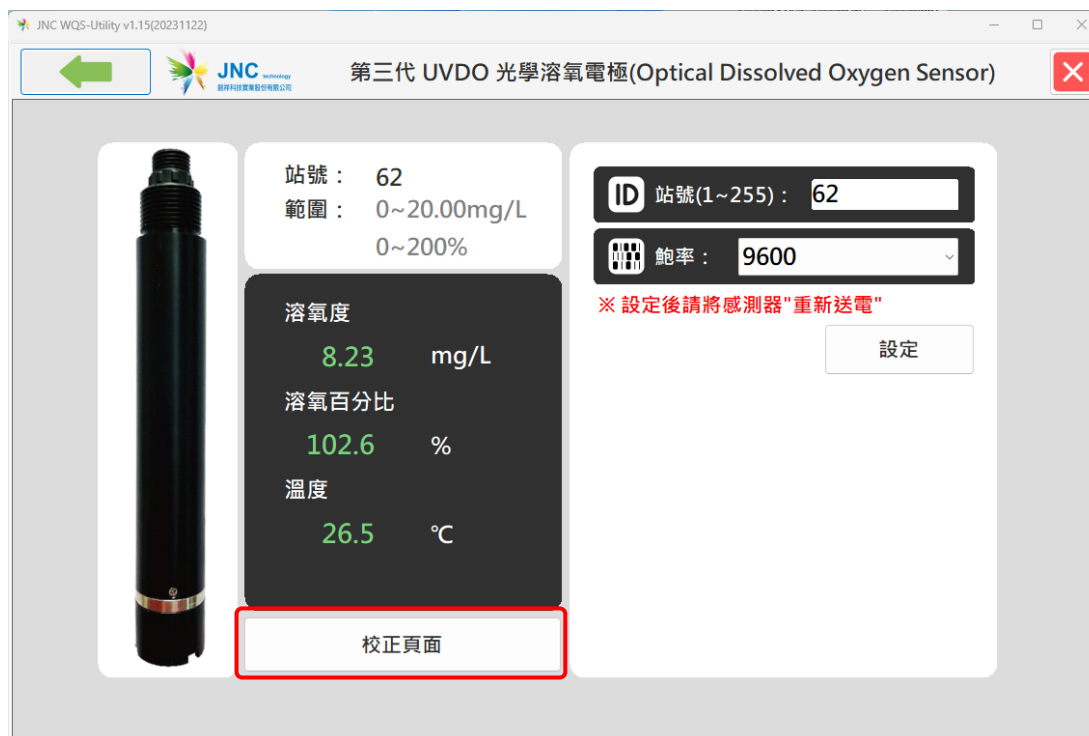 JNC WQS-Utility v1.15(20231122)
JNC technology
第三代 UVDO 光學溶氧電極(Optical Dissolved Oxygen Sensor)
站號： 62
範圍： 0~20.00mg/L
0~200%
溶氧度
8.23 mg/L
溶氧百分比
102.6 %
溫度
26.5 ℃
校正頁面
ID 站號(1~255)： 62
鮑率： 9600
※ 設定後請將感測器"重新送電"
設定